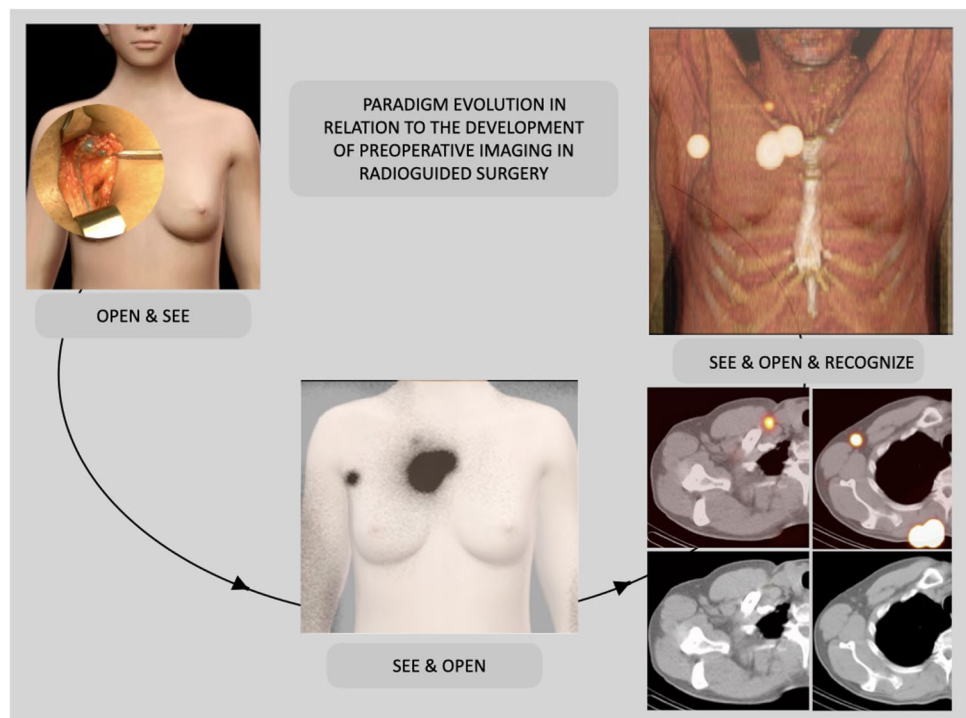 PARADIGM EVOLUTION IN
RELATION TO THE DEVELOPMENT
OF PREOPERATIVE IMAGING IN
RADIOGUIDED SURGERY
OPEN & SEE
SEE & OPEN & RECOGNIZE
SEE & OPEN